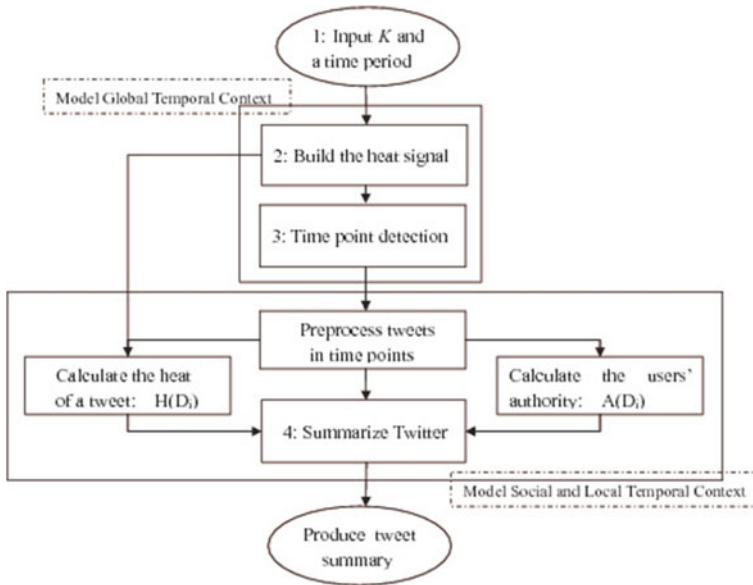 1: Input K and
a time period
Model Global Temporal Context
2: Build the heat signal
3: Time point detection
Preprocess tweets
in time points
Calculate the heat
of a tweet: H(Dᵢ)
Calculate the users'
authority: A(Dᵢ)
4: Summarize Twitter
Model Social and Local Temporal Context
Produce tweet
summary